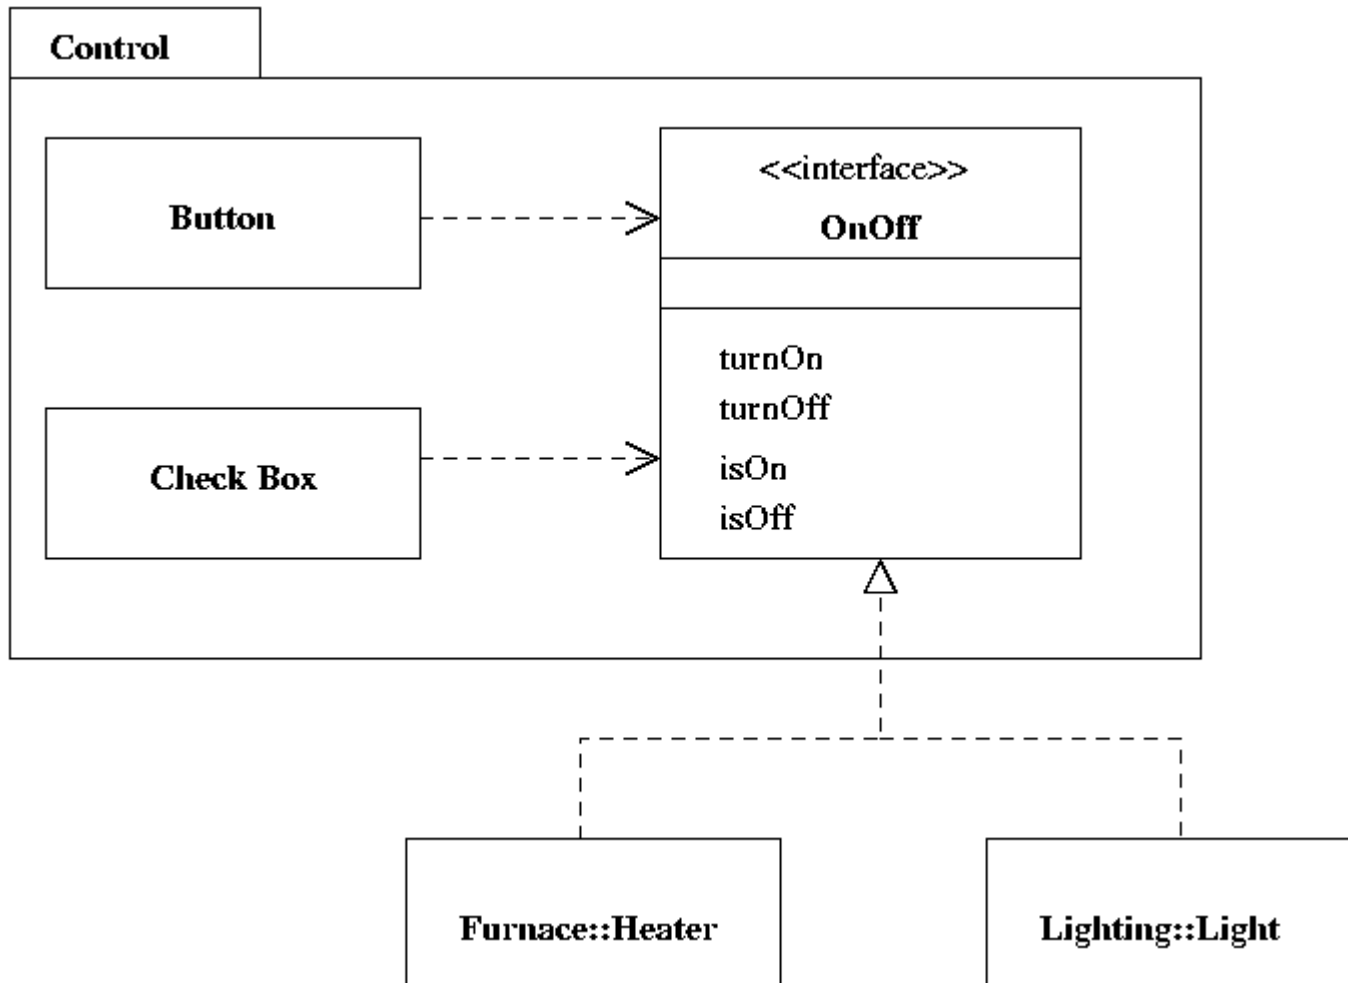 Control
Button
<<interface>>
OnOff
turnOn
turnOff
isOn
isOff
Check Box
Furnace::Heater
Lighting::Light